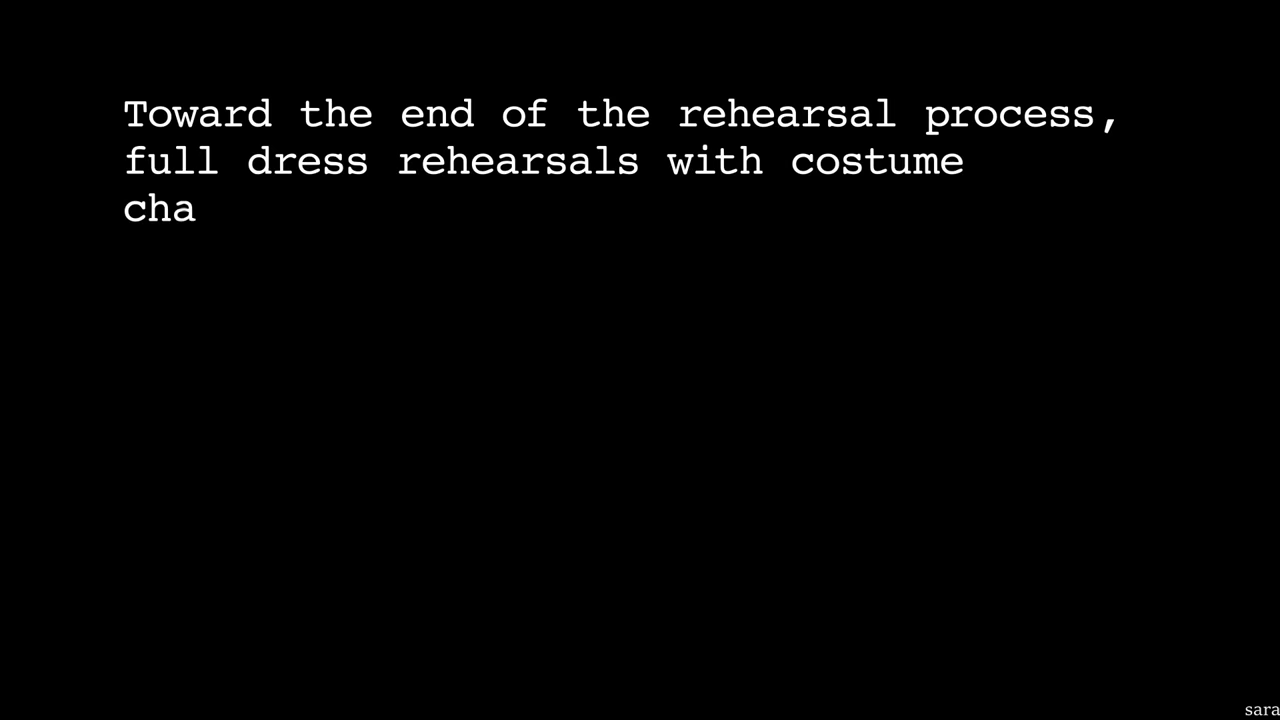 Toward the end of the rehearsal process,
full dress rehearsals with costume
cha
sara